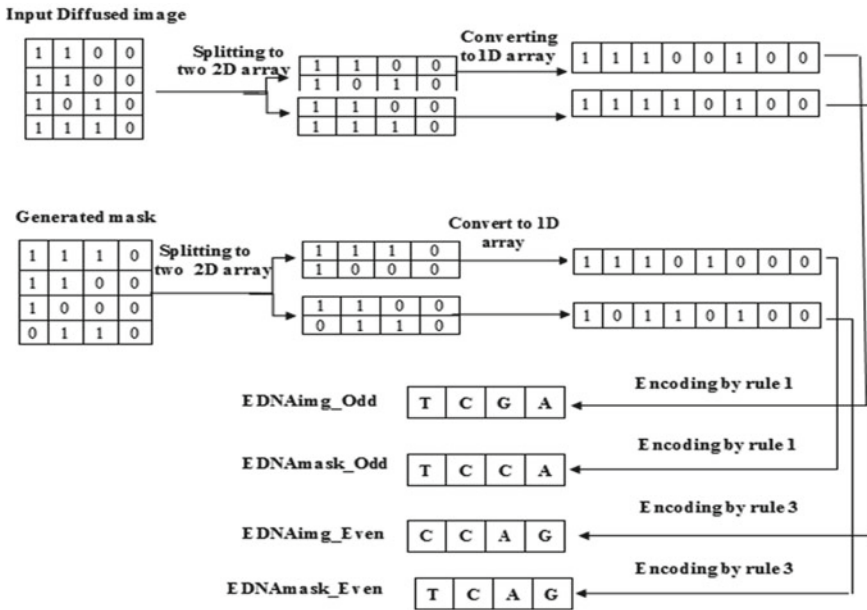 Input Diffused image
1 1 0 0
1 1 0 0
1 0 1 0
1 1 1 0
Splitting to
two 2D array
1 1 0 0
1 0 1 0
1 1 0 0
1 1 1 0
Converting
to 1D array
1 1 1 0 0 1 0 0
1 1 1 1 0 1 0 0
Generated mask
1 1 1 0
1 1 0 0
1 0 0 0
0 1 1 0
Splitting to
two 2D array
1 1 1 0
1 0 0 0
1 1 0 0
0 1 1 0
Convert to 1D
array
1 1 1 0 1 0 0 0
1 0 1 1 0 1 0 0
EDNAimg_Odd T C G A Encoding by rule 1
EDNAmask_Odd T C C A Encoding by rule 1
EDNAimg_Even C C A G Encoding by rule 3
EDNAmask_Even T C A G Encoding by rule 3